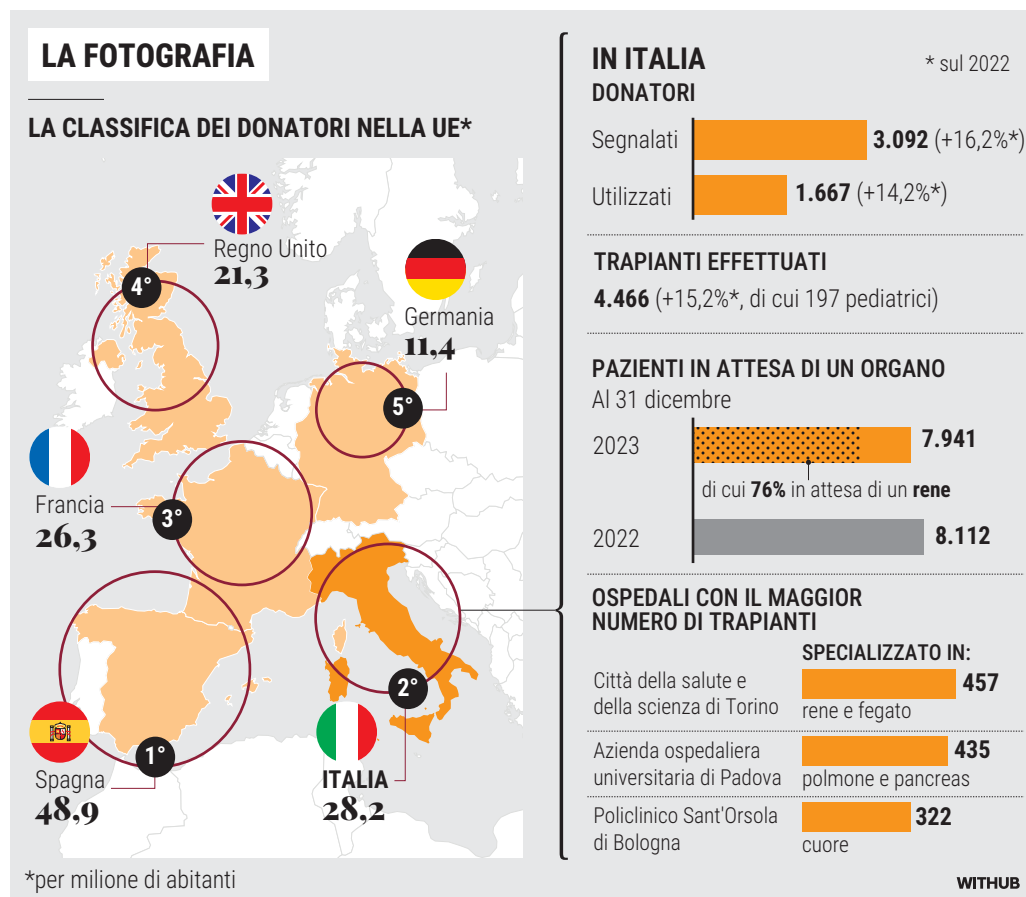 LA FOTOGRAFIA
LA CLASSIFICA DEI DONATORI NELLA UE*
Regno Unito
21,3
4°
Germania
11,4
5°
Francia
26,3
3°
Spagna
48,9
1°
ITALIA
28,2
2°
*per milione di abitanti
IN ITALIA
* sul 2022
DONATORI
Segnalati
3.092 (+16,2%*)
Utilizzati
1.667 (+14,2%*)
TRAPIANTI EFFETTUATI
4.466 (+15,2%*, di cui 197 pediatrici)
PAZIENTI IN ATTESA DI UN ORGANO
Al 31 dicembre
2023
7.941
di cui 76% in attesa di un rene
2022
8.112
OSPEDALI CON IL MAGGIOR
NUMERO DI TRAPIANTI
SPECIALIZZATO IN:
Città della salute e
della scienza di Torino
457
rene e fegato
Azienda ospedaliera
universitaria di Padova
435
polmone e pancreas
Policlinico Sant'Orsola
di Bologna
322
cuore
WITHUB